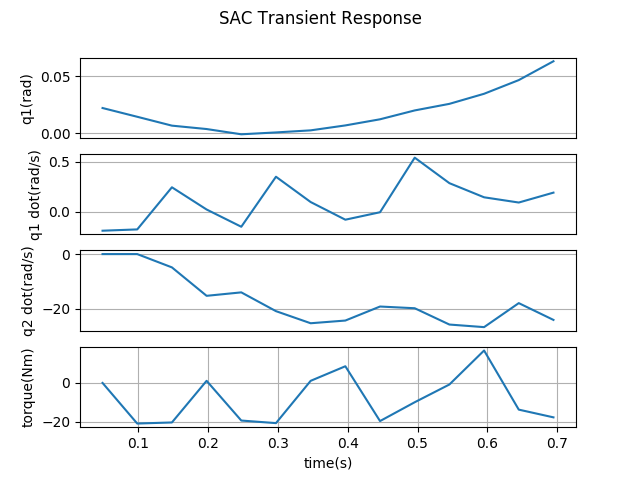 SAC Transient Response
q1(rad)
0.05
0.00
q1 dot(rad/s)
0.5
0.0
q2 dot(rad/s)
0
−20
torque(Nm)
0
−20
0.1 0.2 0.3 0.4 0.5 0.6 0.7
time(s)